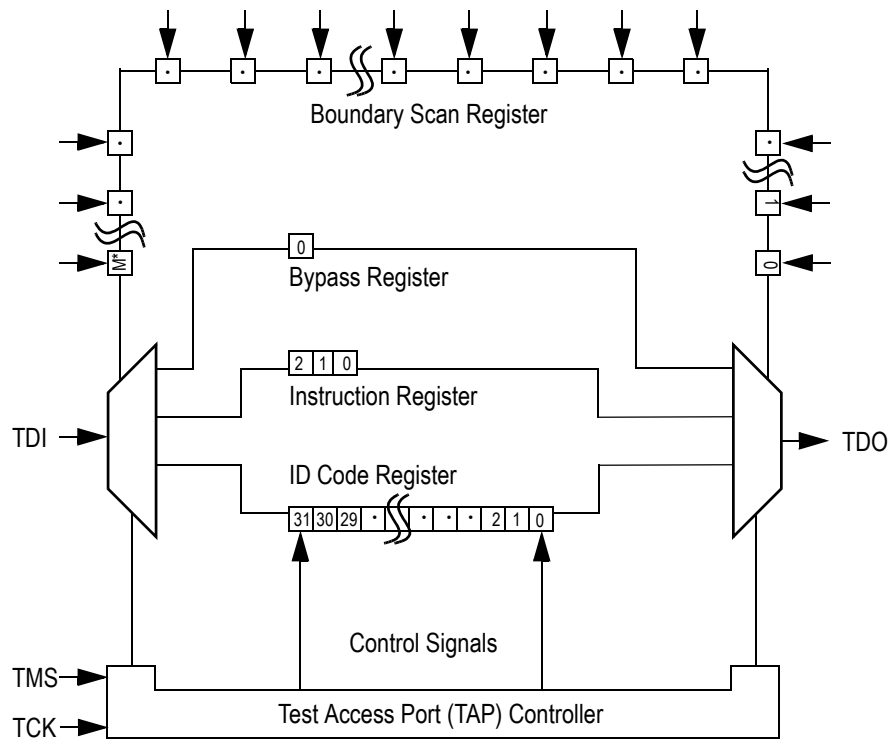 Boundary Scan Register
1
M*
0
0
Bypass Register
2 1 0
Instruction Register
TDI
TDO
ID Code Register
31 30 29 · · · · 2 1 0
Control Signals
TMS
TCK
Test Access Port (TAP) Controller